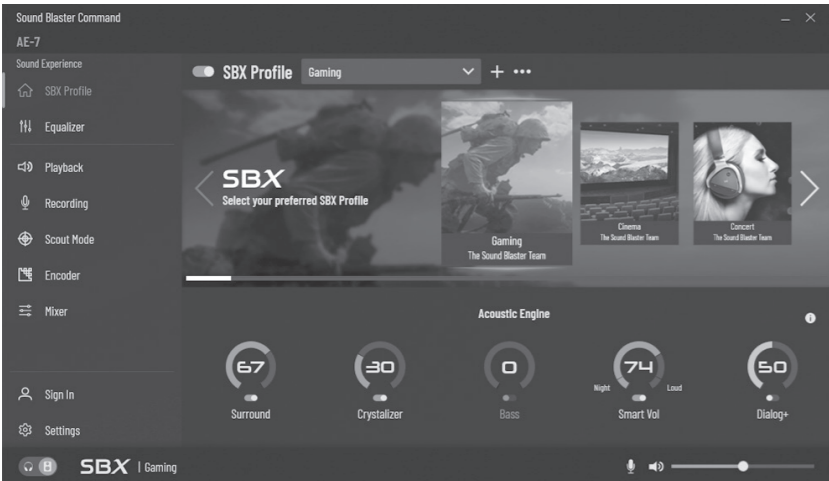 Sound Blaster Command
AE-7
Sound Experience
SBX Profile
Equalizer
Playback
Recording
Scout Mode
Encoder
Mixer
Sign In
Settings
SBX Profile Gaming
SBX
Select your preferred SBX Profile
Gaming
The Sound Blaster Team
Cinema
The Sound Blaster Team
Concert
The Sound Blaster Team
Acoustic Engine
67
Surround
30
Crystalizer
0
Bass
74
Night Loud
Smart Vol
50
Dialog+
SBX | Gaming